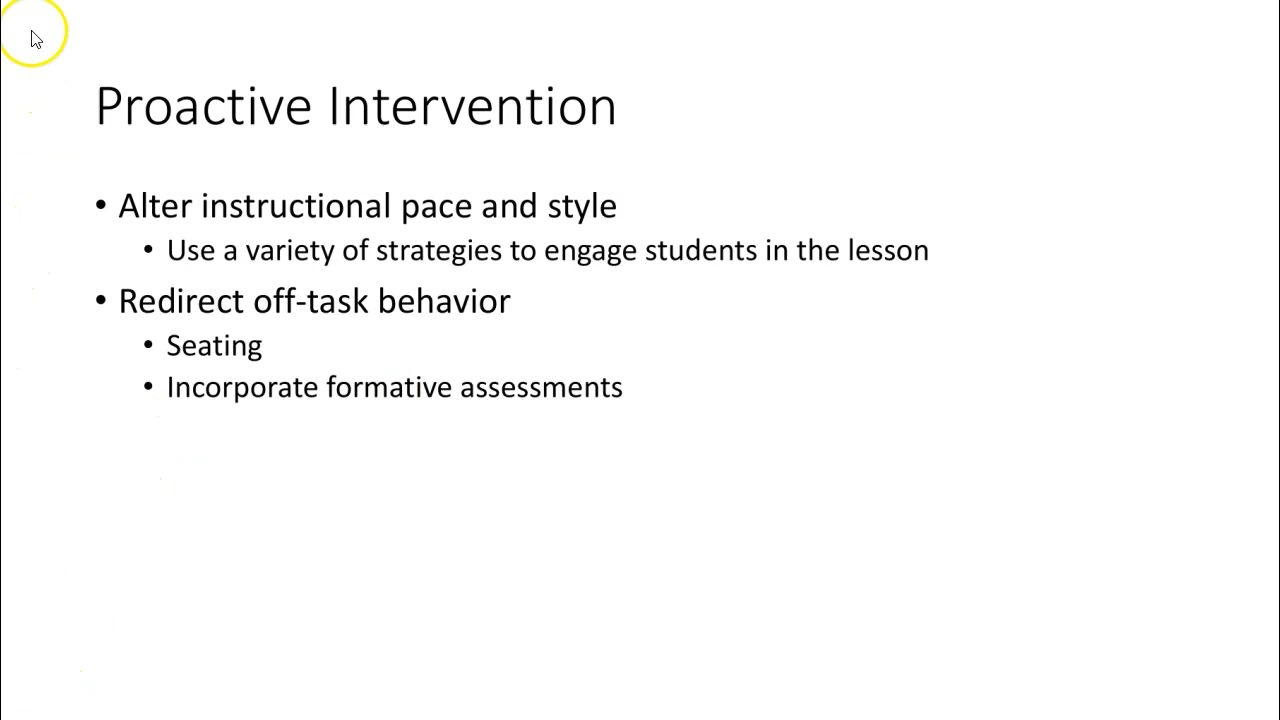 Proactive Intervention
• Alter instructional pace and style
• Use a variety of strategies to engage students in the lesson
• Redirect off-task behavior
• Seating
• Incorporate formative assessments